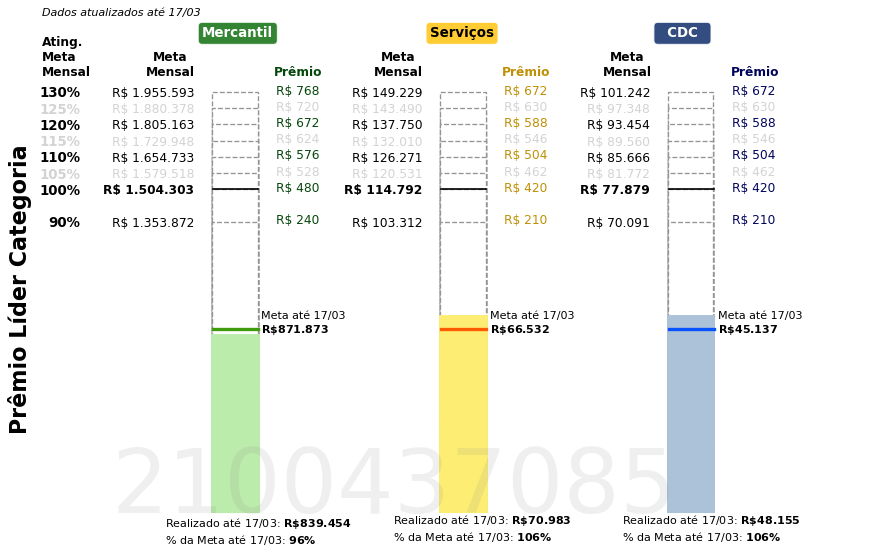 Dados atualizados até 17/03
Mercantil Serviços CDC
Ating.
Meta Meta Meta Meta
Mensal Mensal Prêmio Mensal Prêmio Mensal Prêmio
130% R$ 1.955.593 R$ 768 R$ 149.229 R$ 672 R$ 101.242 R$ 672
125% R$ 1.880.378 R$ 720 R$ 143.490 R$ 630 R$ 97.348 R$ 630
120% R$ 1.805.163 R$ 672 R$ 137.750 R$ 588 R$ 93.454 R$ 588
115% R$ 1.729.948 R$ 624 R$ 132.010 R$ 546 R$ 89.560 R$ 546
110% R$ 1.654.733 R$ 576 R$ 126.271 R$ 504 R$ 85.666 R$ 504
105% R$ 1.579.518 R$ 528 R$ 120.531 R$ 462 R$ 81.772 R$ 462
100% R$ 1.504.303 R$ 480 R$ 114.792 R$ 420 R$ 77.879 R$ 420
90% R$ 1.353.872 R$ 240 R$ 103.312 R$ 210 R$ 70.091 R$ 210
Prêmio Líder Categoria
Meta até 17/03 Meta até 17/03 Meta até 17/03
R$871.873 R$66.532 R$45.137
2100437085
Realizado até 17/03: R$839.454 Realizado até 17/03: R$70.983 Realizado até 17/03: R$48.155
% da Meta até 17/03: 96% % da Meta até 17/03: 106% % da Meta até 17/03: 106%